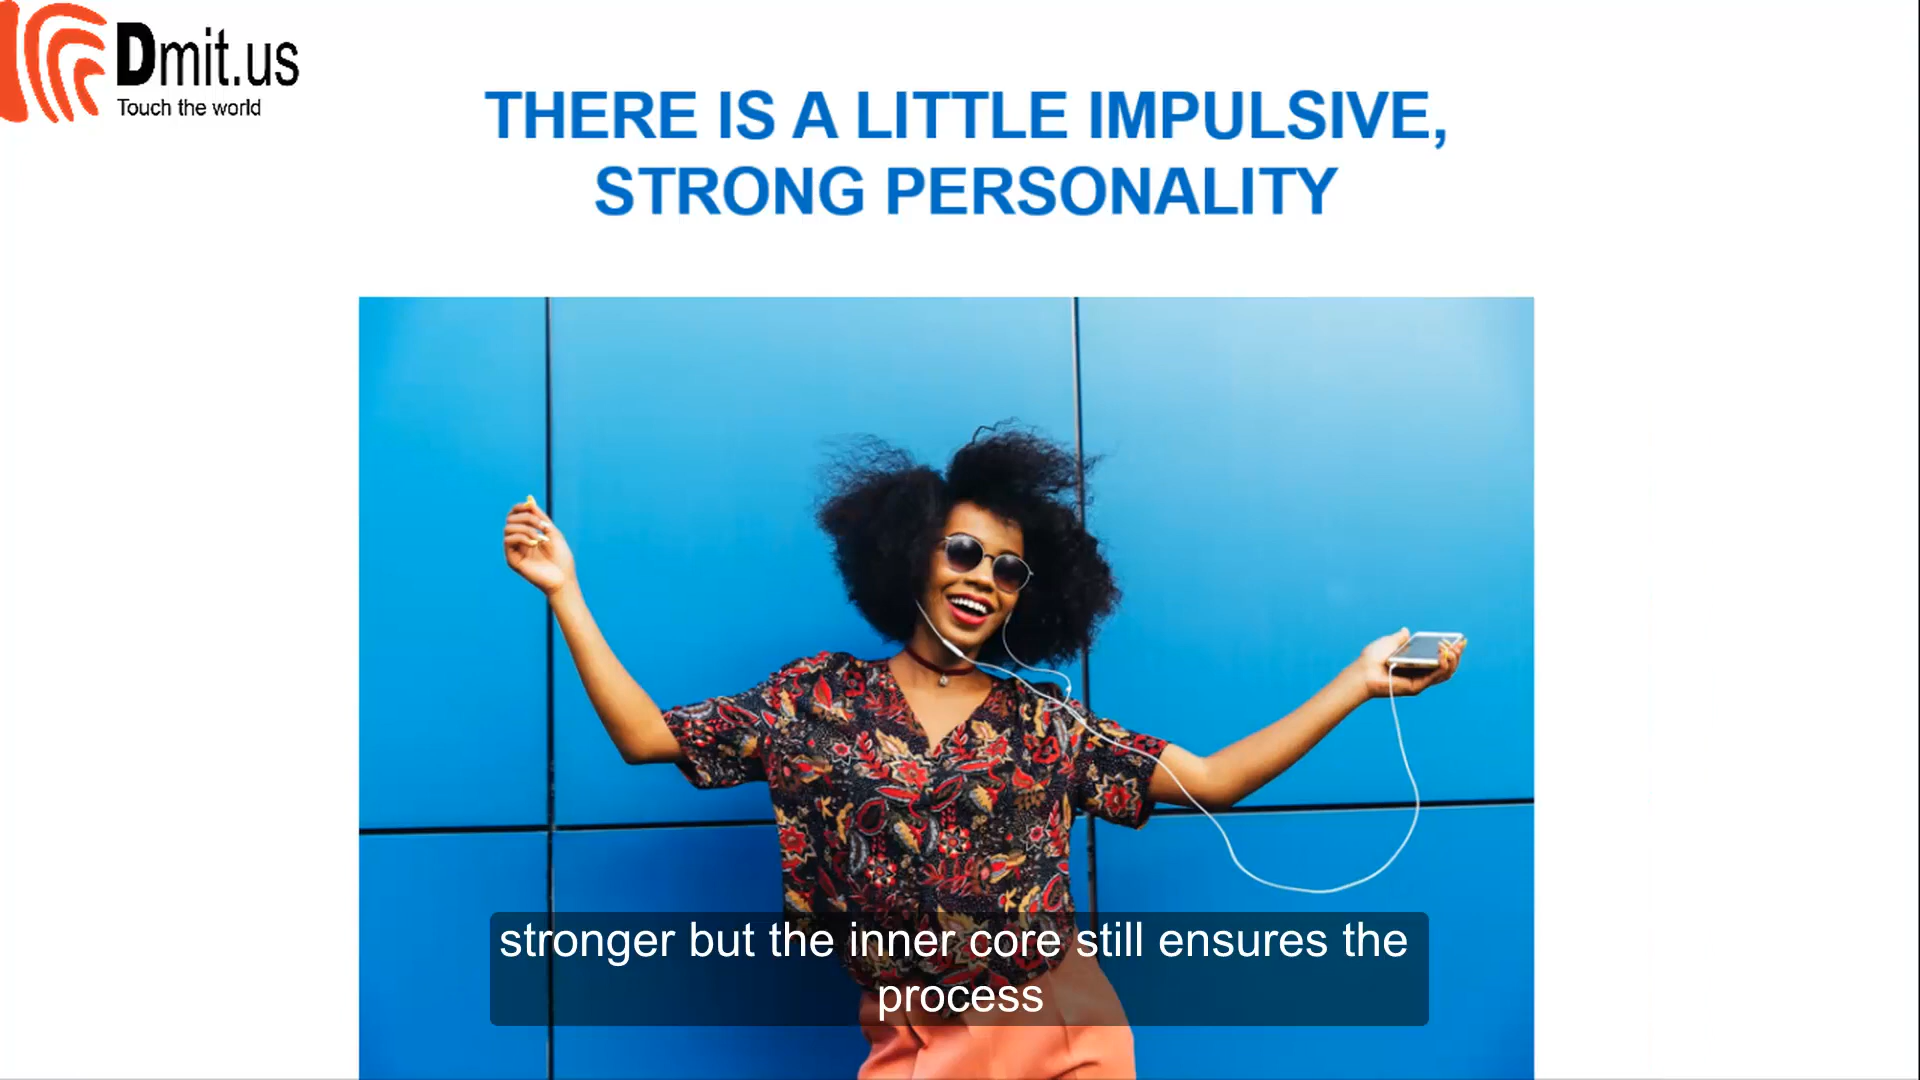 Dmit.us
Touch the world
THERE IS A LITTLE IMPULSIVE,
STRONG PERSONALITY
stronger but the inner core still ensures the
process